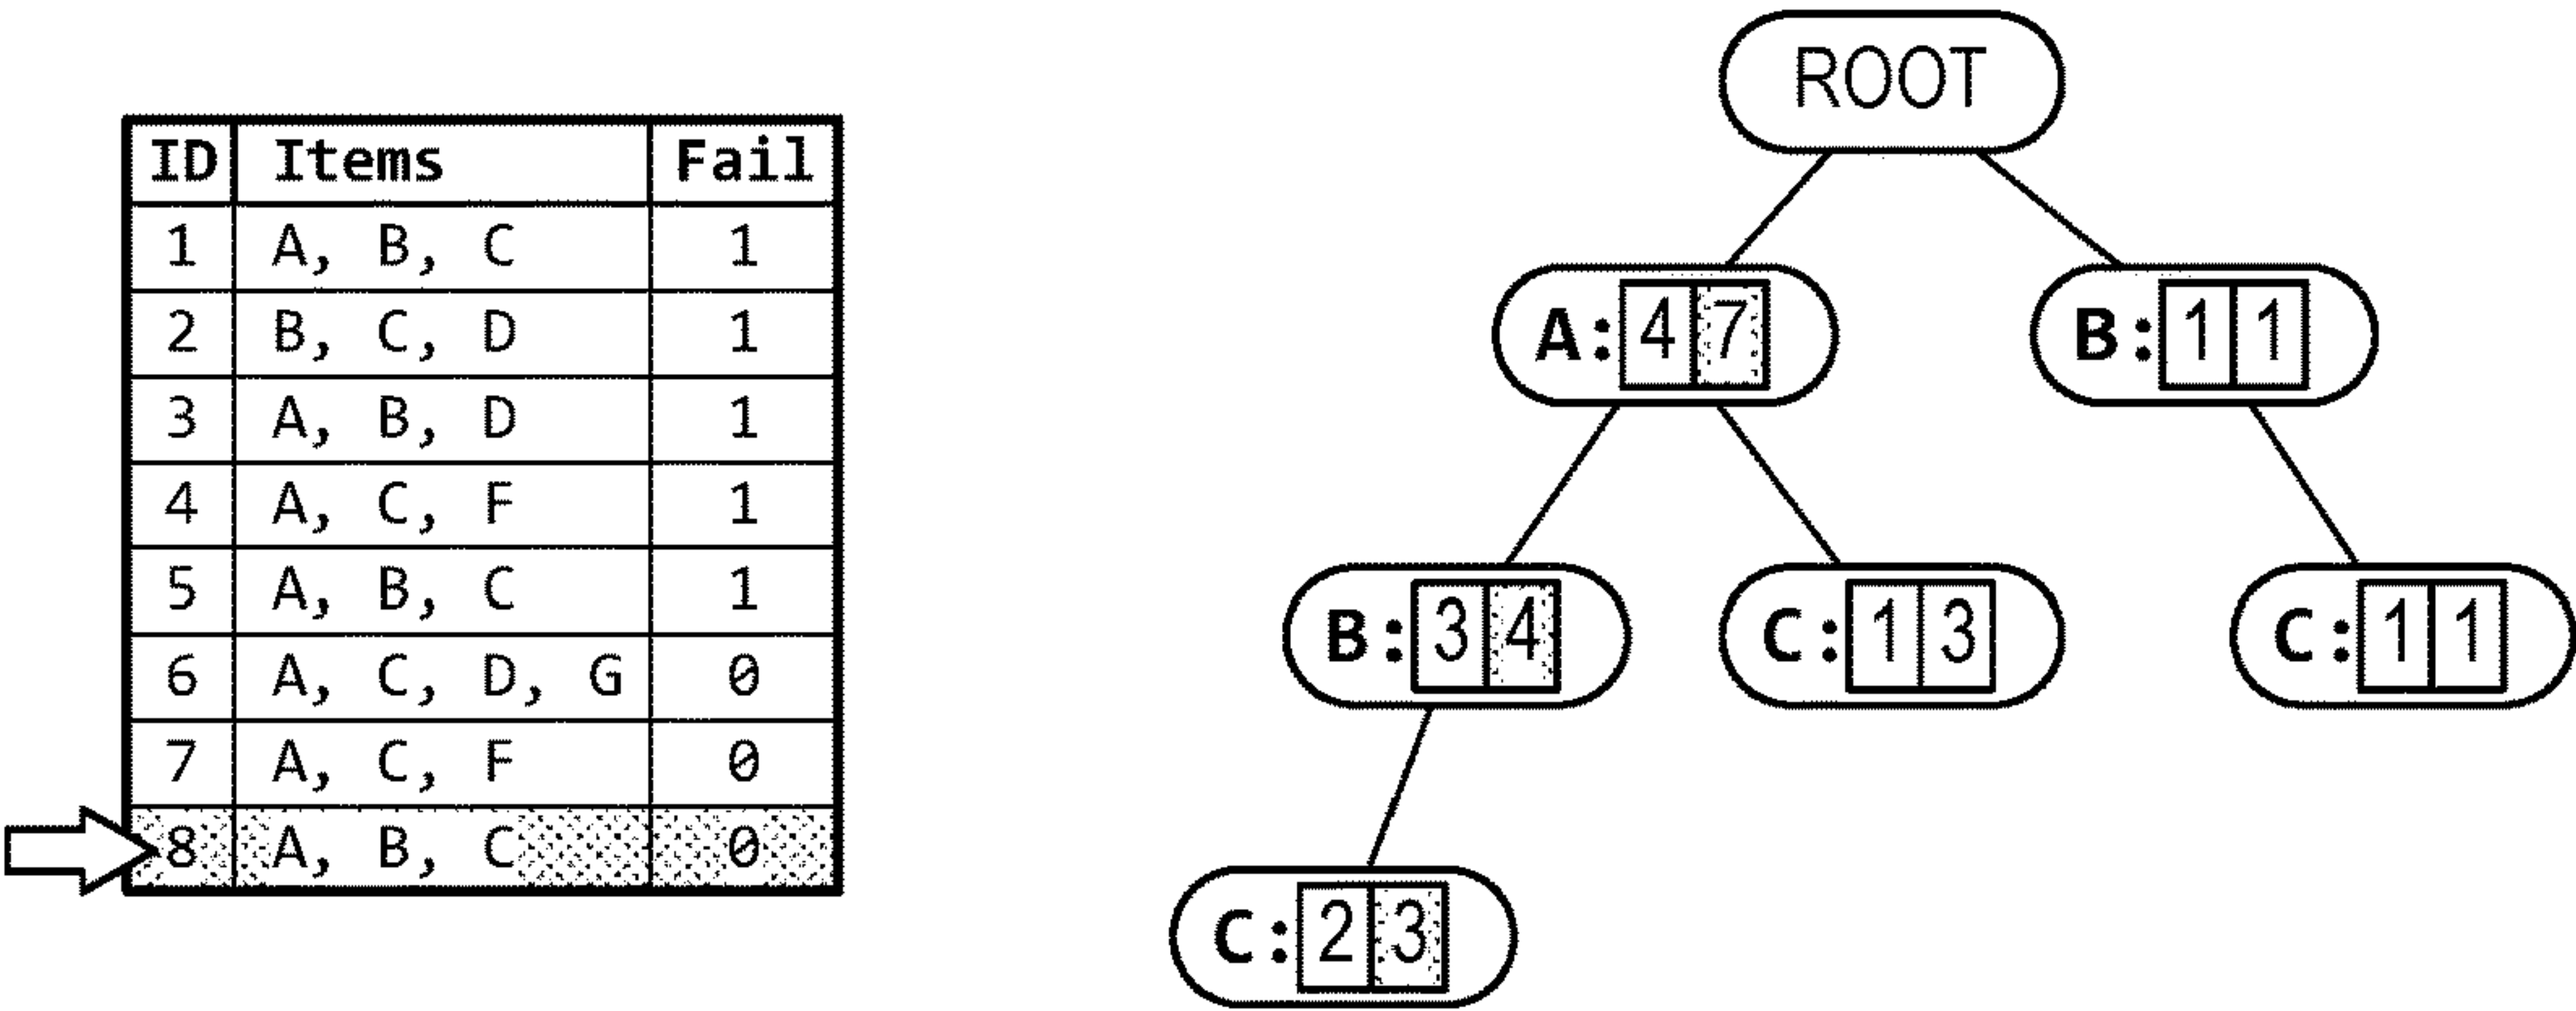 ID Items Fail
1 A, B, C 1
2 B, C, D 1
3 A, B, D 1
4 A, C, F 1
5 A, B, C 1
6 A, C, D, G 0
7 A, C, F 0
8 A, B, C 0
ROOT
A: 4 7
B: 1 1
B: 3 4
C: 1 3
C: 1 1
C: 2 3